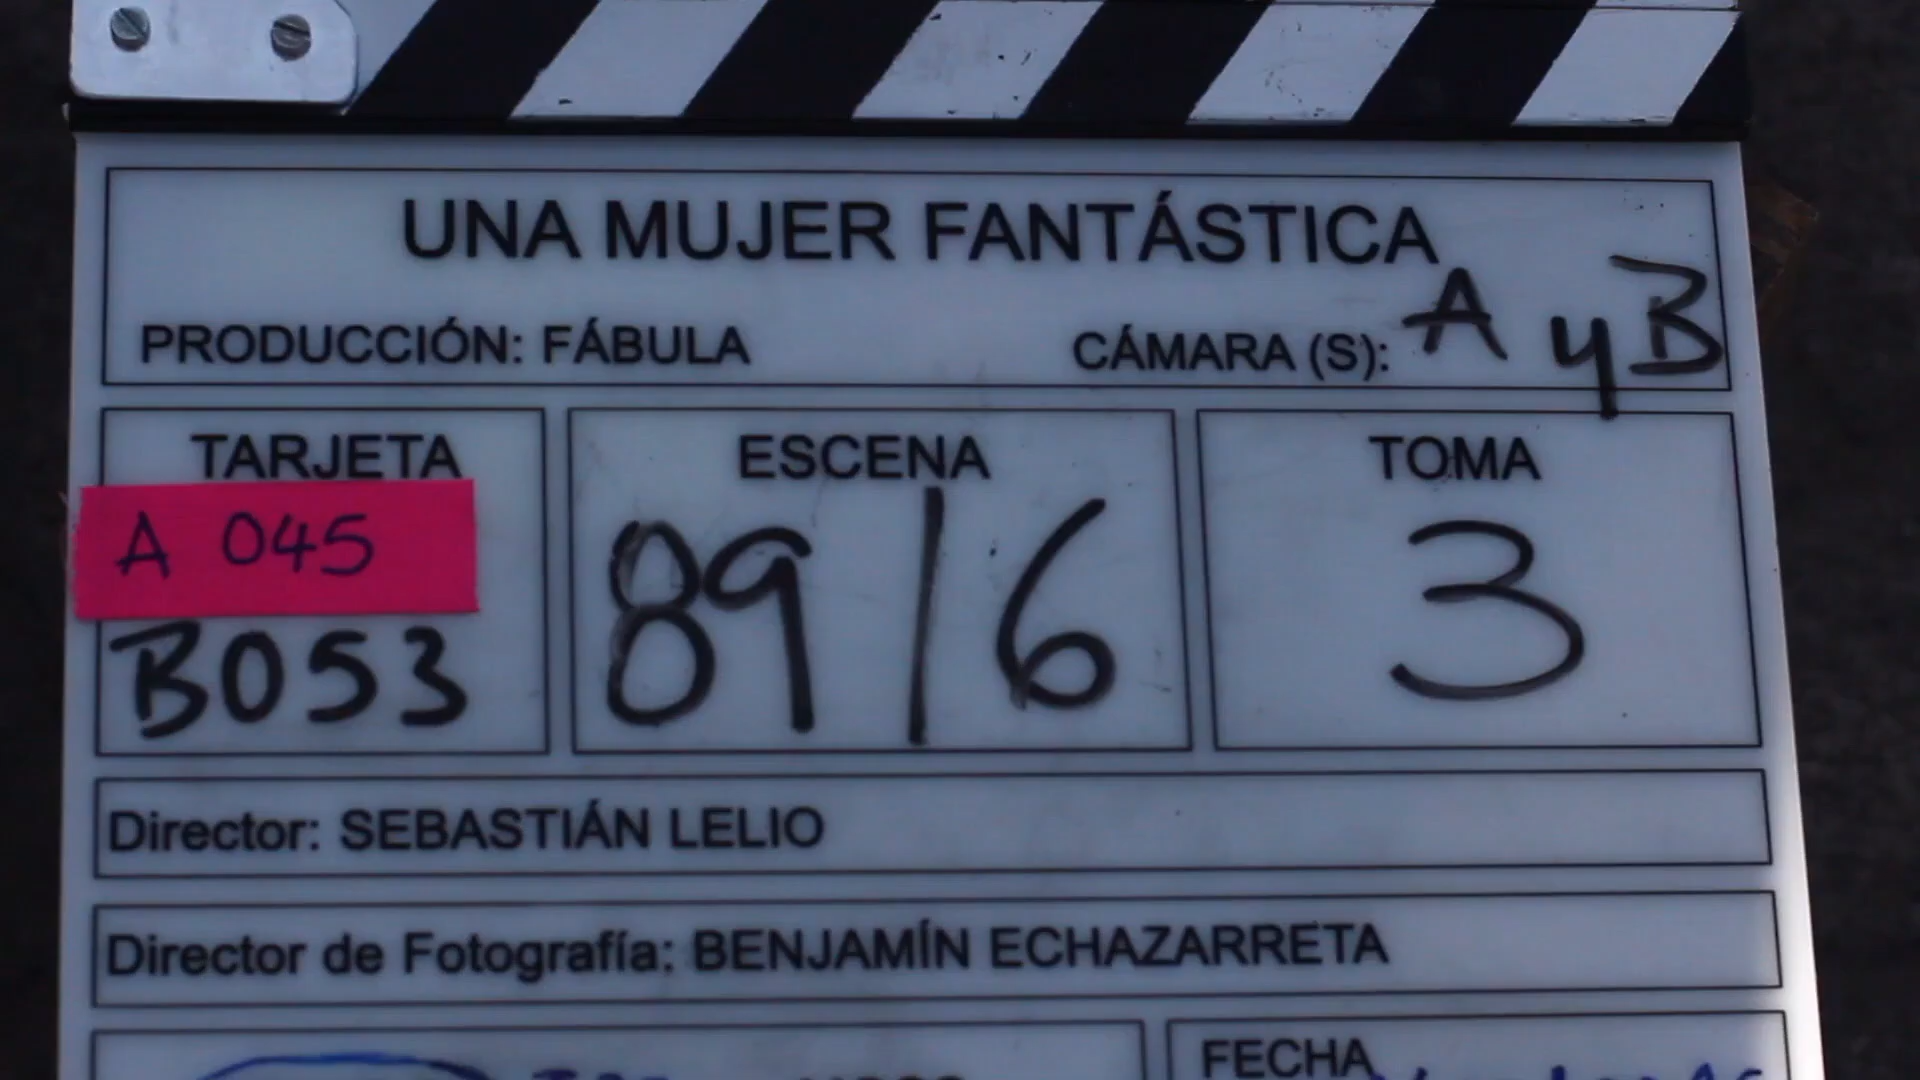 UNA MUJER FANTÁSTICA
PRODUCCIÓN: FÁBULA CÁMARA (S): A y B
TARJETA ESCENA TOMA
A 045
B053 89/6 3
Director: SEBASTIÁN LELIO
Director de Fotografía: BENJAMÍN ECHAZARRETA
FECHA